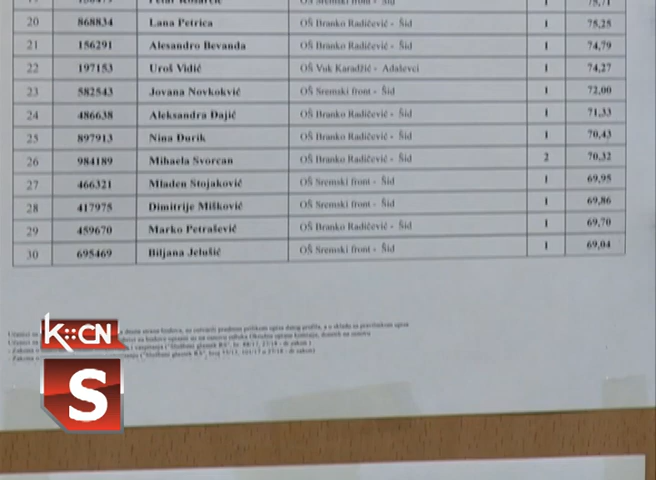 20 868834 Lana Petrica OŠ Branko Radičević - Šid 1 75,25
21 156291 Alesandro Bevanda OŠ Branko Radičević - Šid 1 74,79
22 197153 Uroš Vidić OŠ Vuk Karadžić - Adaševci 1 74,27
23 582543 Jovana Novkokvić OŠ Sremski front - Šid 1 72,00
24 486638 Aleksandra Dajić OŠ Branko Radičević - Šid 1 71,33
25 897913 Nina Đurik OŠ Branko Radičević - Šid 1 70,43
26 984189 Mihaela Svorcan OŠ Branko Radičević - Šid 2 70,32
27 466321 Mladen Stojaković OŠ Sremski front - Šid 1 69,95
28 417975 Dimitrije Mišković OŠ Sremski front - Šid 1 69,86
29 459670 Marko Petrašević OŠ Branko Radičević - Šid 1 69,70
30 695469 Biljana Jelušić OŠ Sremski front - Šid 1 69,04
K::CN
S